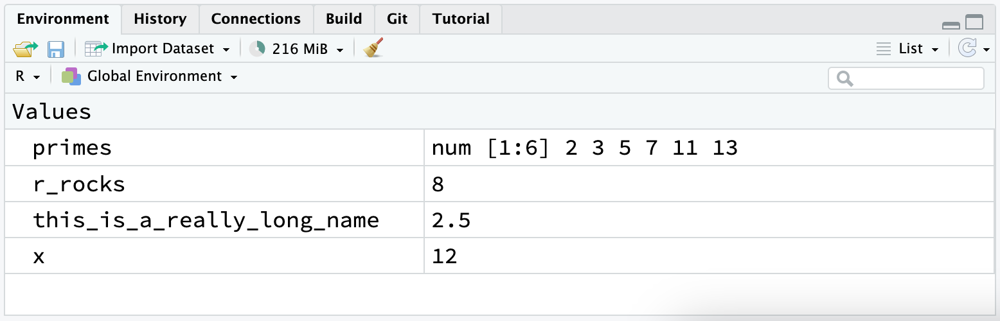 Environment History Connections Build Git Tutorial
Import Dataset 216 MiB List
R Global Environment
Values
primes num [1:6] 2 3 5 7 11 13
r_rocks 8
this_is_a_really_long_name 2.5
x 12